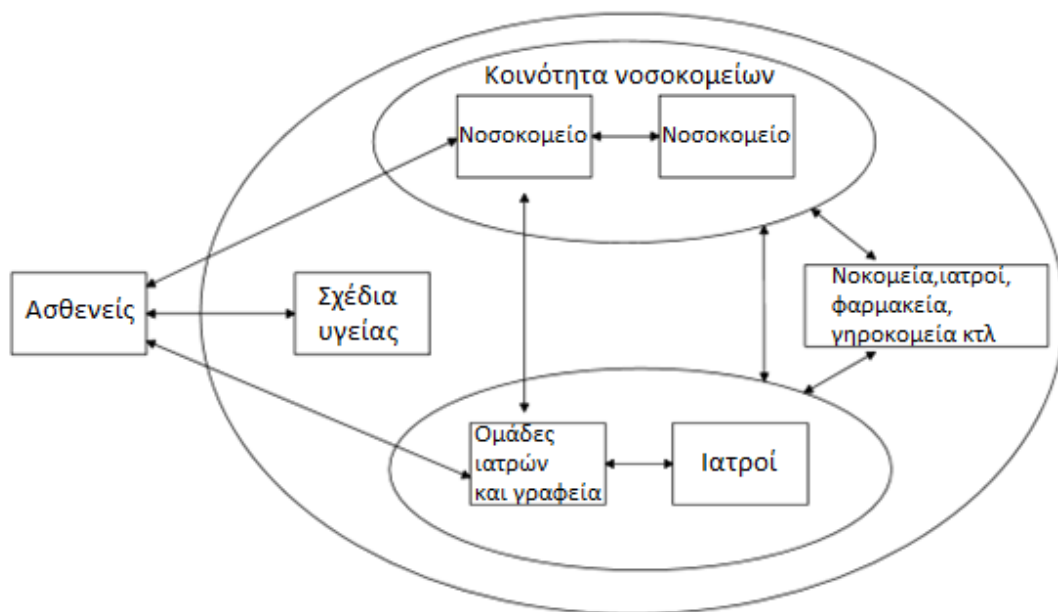 Κοινότητα νοσοκομείων
Νοσοκομείο
Νοσοκομείο
Ασθενείς
Σχέδια
υγείας
Νοκομεία,ιατροί,
φαρμακεία,
γηροκομεία κτλ
Ομάδες
ιατρών
και γραφεία
Ιατροί